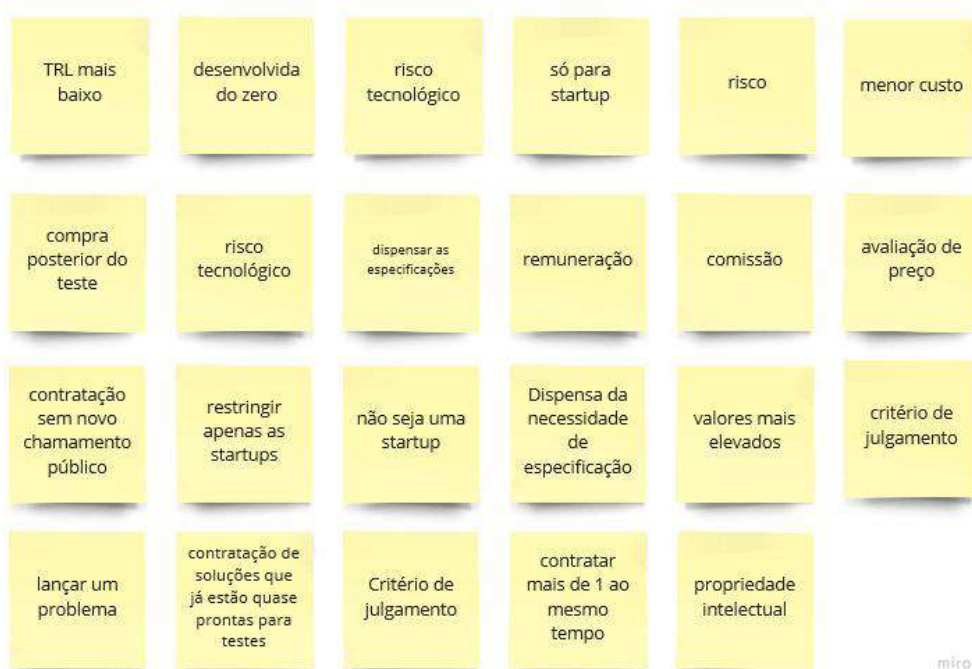 TRL mais
baixo
desenvolvida
do zero
risco
tecnológico
só para
startup
risco
menor custo
compra
posterior do
teste
risco
tecnológico
dispensar as
especificações
remuneração
comissão
avaliação de
preço
contratação
sem novo
chamamento
público
restringir
apenas as
startups
não seja uma
startup
Dispensa da
necessidade
de
especificação
valores mais
elevados
critério de
julgamento
lançar um
problema
contratação de
soluções que
já estão quase
prontas para
testes
Critério de
julgamento
contratar
mais de 1 ao
mesmo
tempo
propriedade
intelectual
miro